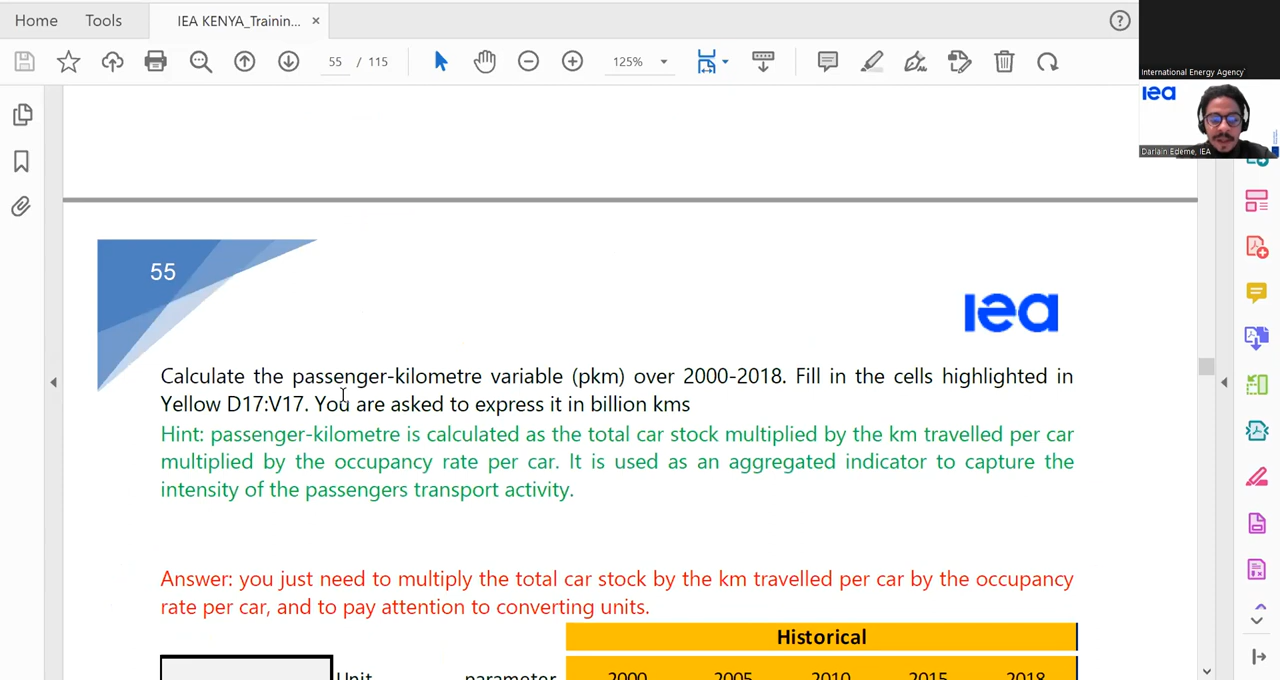 Home Tools IEA KENYA_Trainin... ×
55 / 115 125%
International Energy Agency
iea
Darlain Edeme, IEA
55
iea
Calculate the passenger-kilometre variable (pkm) over 2000-2018. Fill in the cells highlighted in
Yellow D17:V17. You are asked to express it in billion kms
Hint: passenger-kilometre is calculated as the total car stock multiplied by the km travelled per car
multiplied by the occupancy rate per car. It is used as an aggregated indicator to capture the
intensity of the passengers transport activity.
Answer: you just need to multiply the total car stock by the km travelled per car by the occupancy
rate per car, and to pay attention to converting units.
Historical
Unit parameter 2000 2005 2010 2015 2018